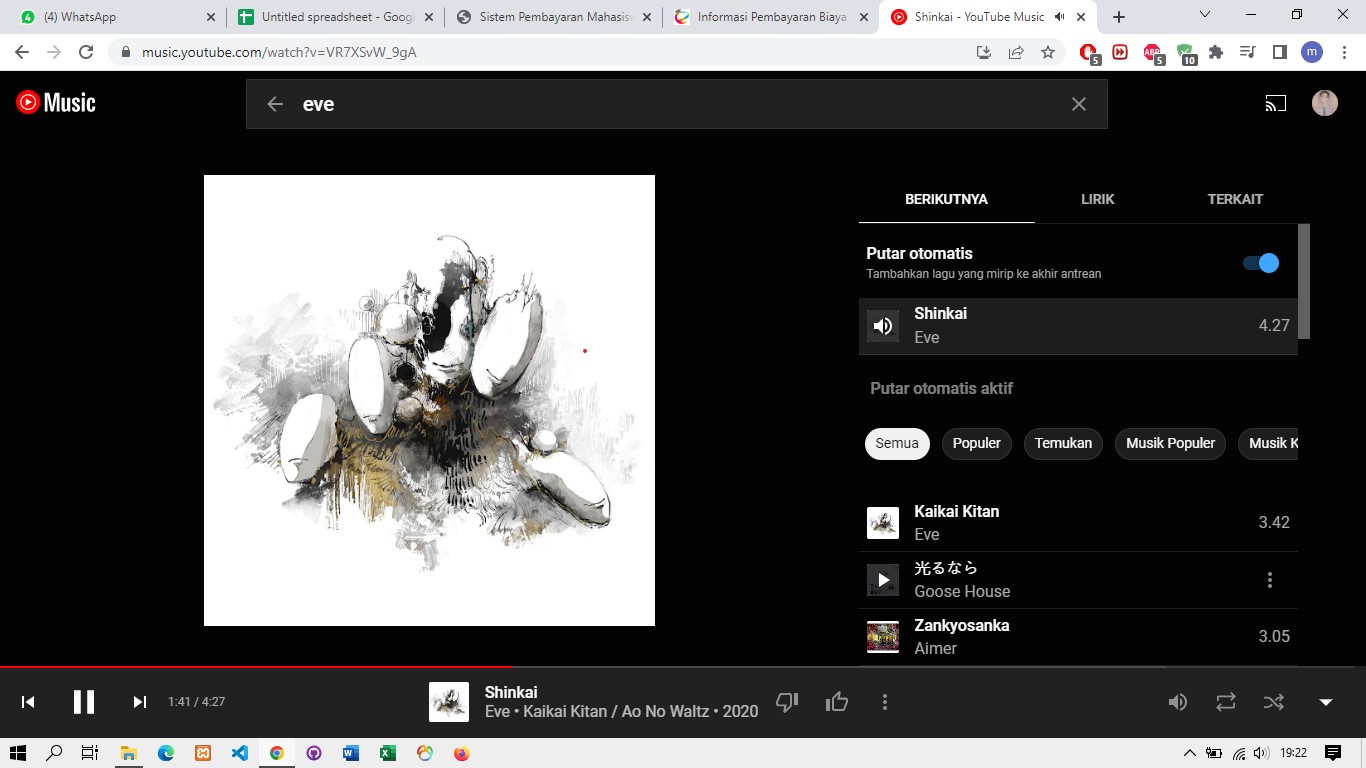 (4) WhatsApp
Untitled spreadsheet - Googl
Sistem Pembayaran Mahasisw
Informasi Pembayaran Biaya
Shinkai - YouTube Music
music.youtube.com/watch?v=VR7XSvW_9gA
5
ABP
5
10
m
Music
eve
BERIKUTNYA
LIRIK
TERKAIT
Putar otomatis
Tambahkan lagu yang mirip ke akhir antrean
Shinkai
4.27
Eve
Putar otomatis aktif
Semua
Populer
Temukan
Musik Populer
Musik K
Kaikai Kitan
3.42
Eve
光るなら
Goose House
Zankyosanka
3.05
Aimer
1:41 / 4:27
Shinkai
Eve • Kaikai Kitan / Ao No Waltz • 2020
19:22